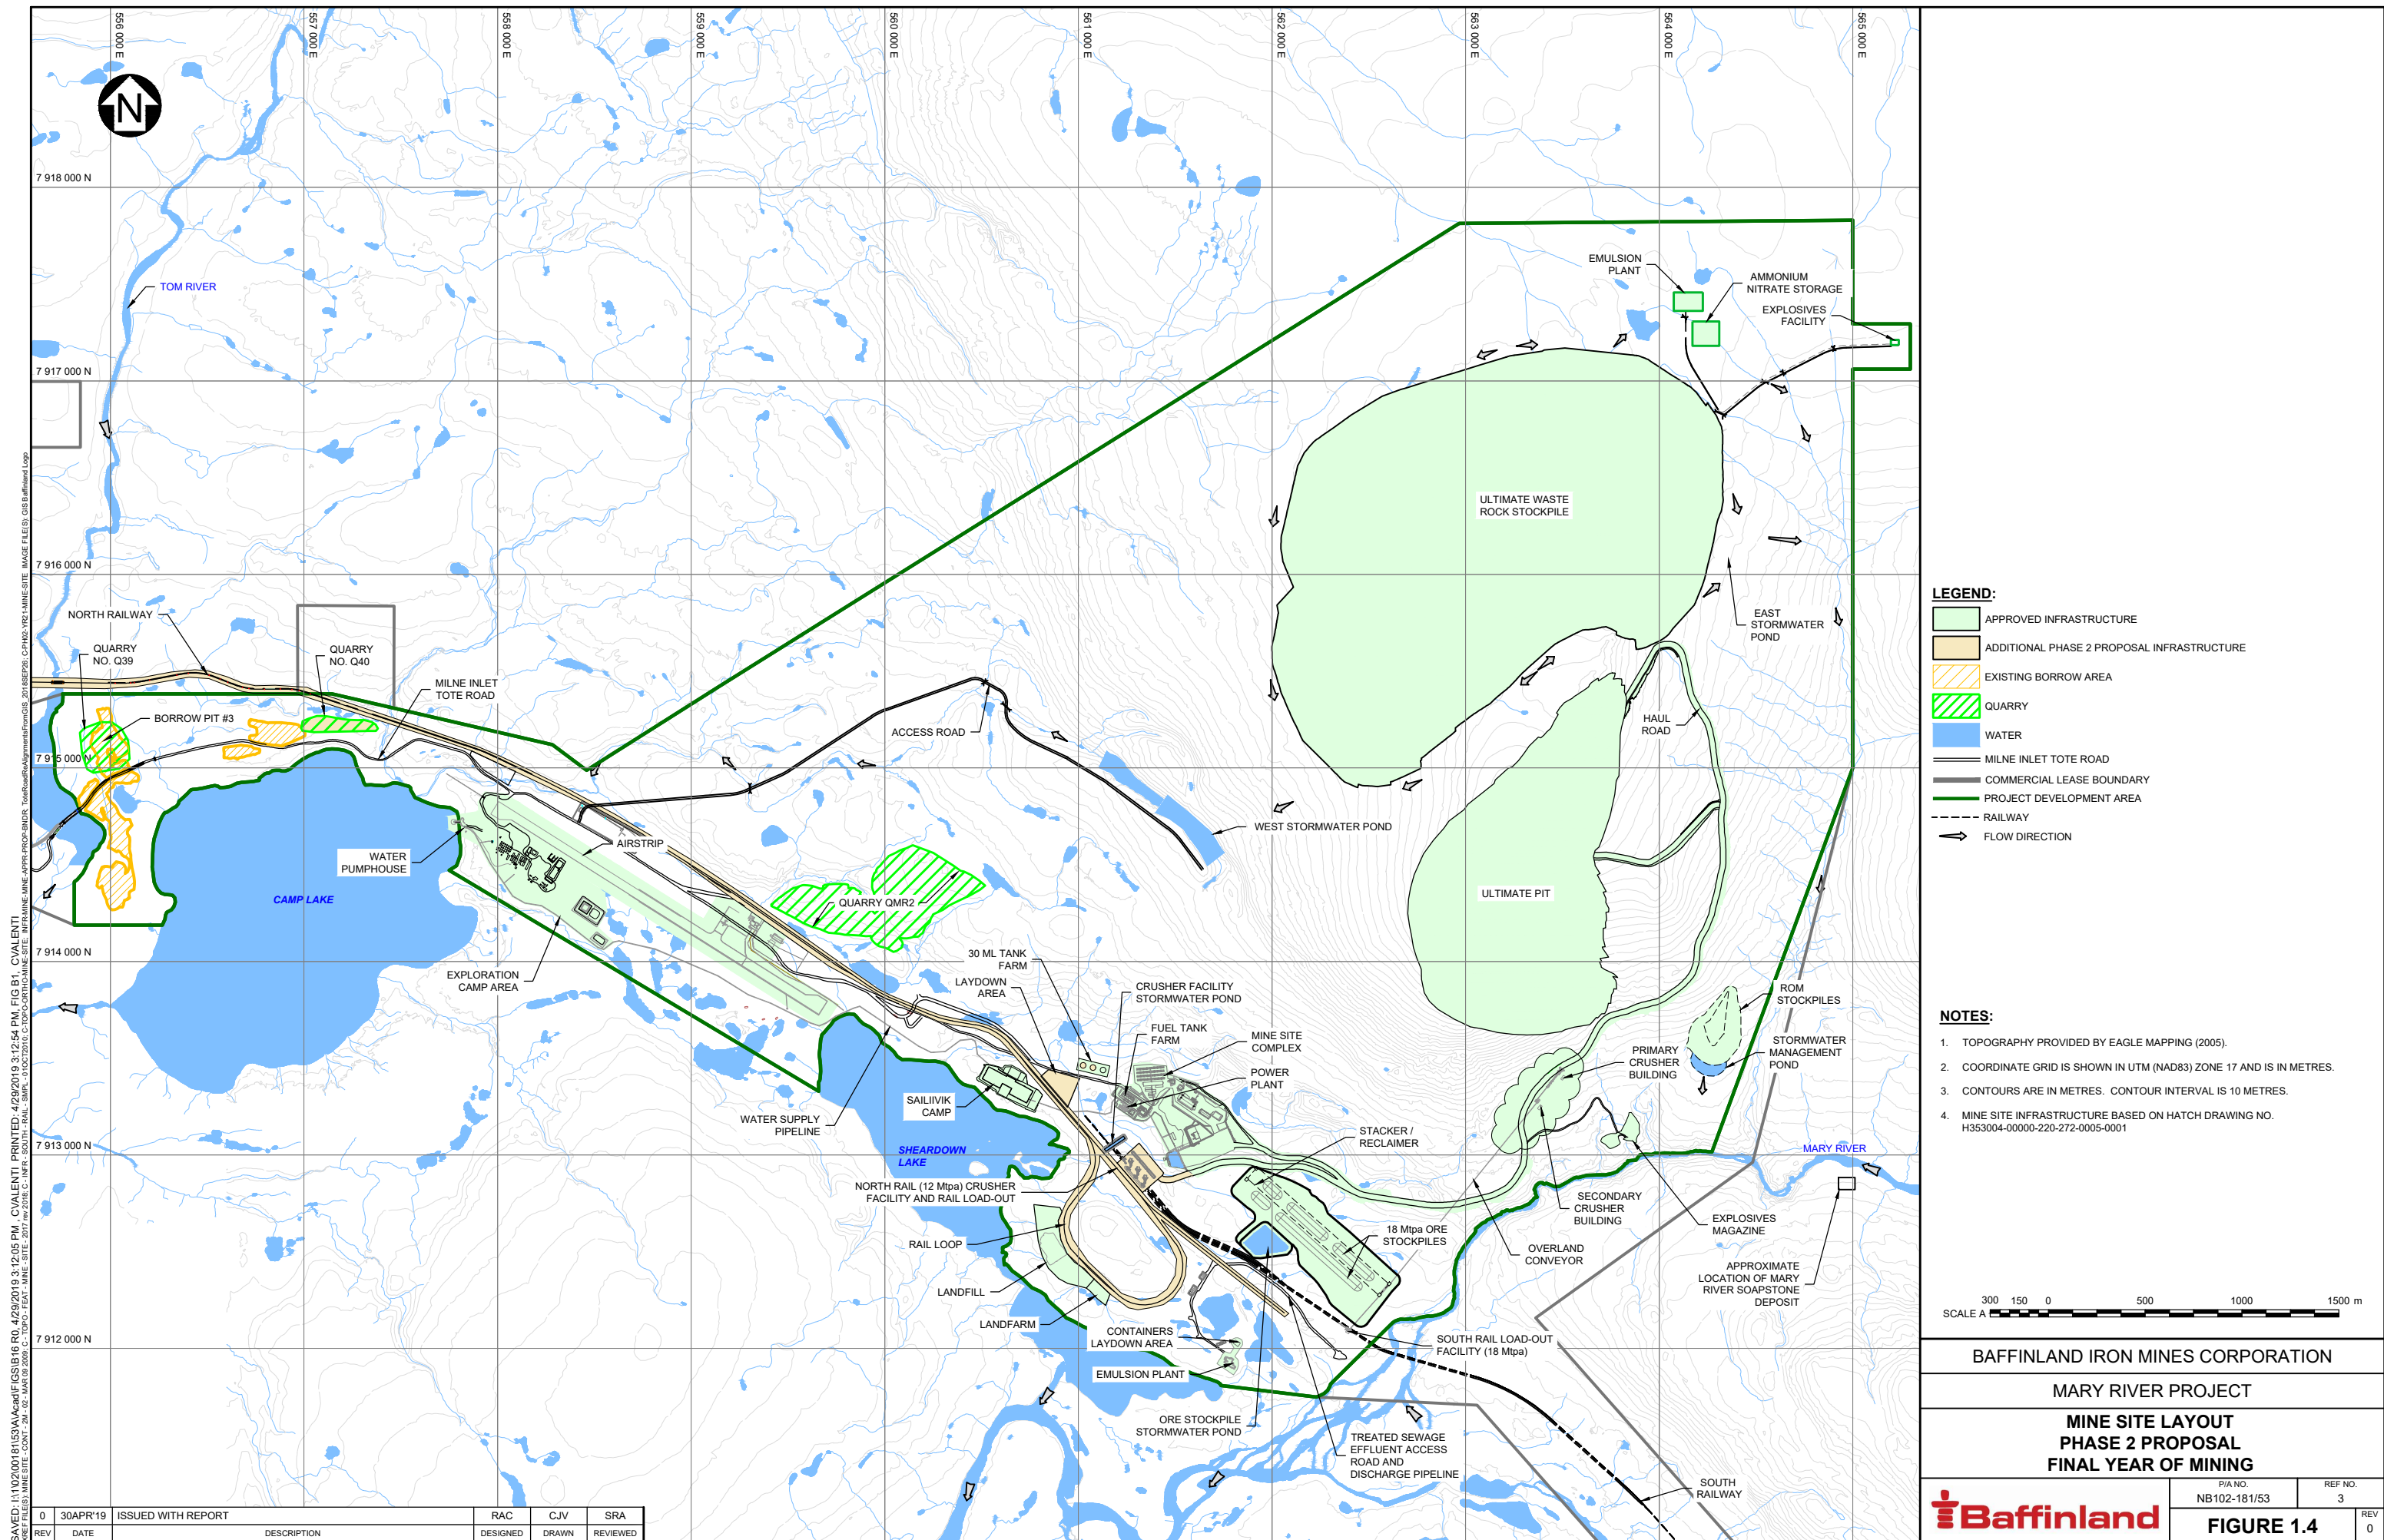 556 000 E
557 000 E
558 000 E
559 000 E
560 000 E
561 000 E
562 000 E
563 000 E
564 000 E
565 000 E
N
7 918 000 N
7 917 000 N
7 916 000 N
7 915 000 N
7 914 000 N
7 913 000 N
7 912 000 N
TOM RIVER
EMULSION
PLANT
AMMONIUM
NITRATE STORAGE
EXPLOSIVES
FACILITY
ULTIMATE WASTE
ROCK STOCKPILE
EAST
STORMWATER
POND
NORTH RAILWAY
QUARRY
NO. Q39
QUARRY
NO. Q40
BORROW PIT #3
MILNE INLET
TOTE ROAD
ACCESS ROAD
HAUL
ROAD
WEST STORMWATER POND
AIRSTRIP
WATER
PUMPHOUSE
CAMP LAKE
QUARRY QMR2
ULTIMATE PIT
EXPLORATION
CAMP AREA
30 ML TANK
FARM
LAYDOWN
AREA
CRUSHER FACILITY
STORMWATER POND
FUEL TANK
FARM
MINE SITE
COMPLEX
POWER
PLANT
ROM
STOCKPILES
STORMWATER
MANAGEMENT
POND
PRIMARY
CRUSHER
BUILDING
SAILIIVIK
CAMP
WATER SUPPLY
PIPELINE
SHEARDOWN
LAKE
STACKER /
RECLAIMER
MARY RIVER
NORTH RAIL (12 Mtpa) CRUSHER
FACILITY AND RAIL LOAD-OUT
SECONDARY
CRUSHER
BUILDING
EXPLOSIVES
MAGAZINE
RAIL LOOP
18 Mtpa ORE
STOCKPILES
OVERLAND
CONVEYOR
APPROXIMATE
LOCATION OF MARY
RIVER SOAPSTONE
DEPOSIT
LANDFILL
LANDFARM
CONTAINERS
LAYDOWN AREA
EMULSION PLANT
SOUTH RAIL LOAD-OUT
FACILITY (18 Mtpa)
ORE STOCKPILE
STORMWATER POND
TREATED SEWAGE
EFFLUENT ACCESS
ROAD AND
DISCHARGE PIPELINE
SOUTH
RAILWAY
LEGEND:
APPROVED INFRASTRUCTURE
ADDITIONAL PHASE 2 PROPOSAL INFRASTRUCTURE
EXISTING BORROW AREA
QUARRY
WATER
MILNE INLET TOTE ROAD
COMMERCIAL LEASE BOUNDARY
PROJECT DEVELOPMENT AREA
RAILWAY
FLOW DIRECTION
NOTES:
1. TOPOGRAPHY PROVIDED BY EAGLE MAPPING (2005).
2. COORDINATE GRID IS SHOWN IN UTM (NAD83) ZONE 17 AND IS IN METRES.
3. CONTOURS ARE IN METRES. CONTOUR INTERVAL IS 10 METRES.
4. MINE SITE INFRASTRUCTURE BASED ON HATCH DRAWING NO.
H353004-00000-220-272-0005-0001
300 150 0 500 1000 1500 m
SCALE A
BAFFINLAND IRON MINES CORPORATION
MARY RIVER PROJECT
MINE SITE LAYOUT
PHASE 2 PROPOSAL
FINAL YEAR OF MINING
Baffinland
P/A NO.
NB102-181/53
REF NO.
3
FIGURE 1.4
REV
0
0 30APR'19 ISSUED WITH REPORT RAC CJV SRA
REV DATE DESCRIPTION DESIGNED DRAWN REVIEWED